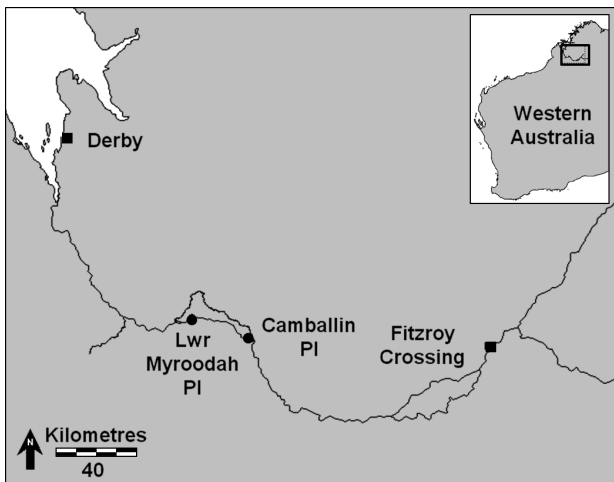 Western
Australia
Derby
Camballin
Pl
Lwr
Myroodah
Pl
Fitzroy
Crossing
N
Kilometres
40